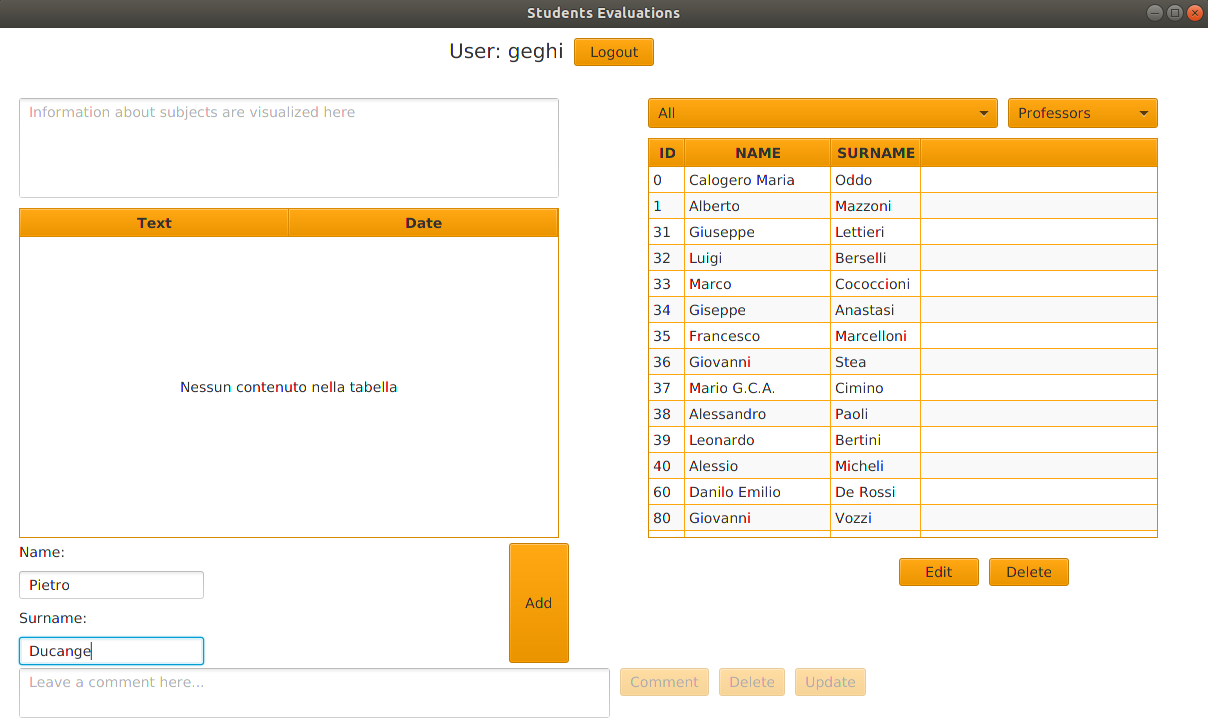 Students Evaluations
User: geghi Logout
Information about subjects are visualized here
Text Date
Nessun contenuto nella tabella
Name:
Pietro
Surname:
Ducange
Add
Leave a comment here...
Comment Delete Update
All Professors
ID NAME SURNAME
0 Calogero Maria Oddo
1 Alberto Mazzoni
31 Giuseppe Lettieri
32 Luigi Berselli
33 Marco Cococcioni
34 Giseppe Anastasi
35 Francesco Marcelloni
36 Giovanni Stea
37 Mario G.C.A. Cimino
38 Alessandro Paoli
39 Leonardo Bertini
40 Alessio Micheli
60 Danilo Emilio De Rossi
80 Giovanni Vozzi
Edit Delete